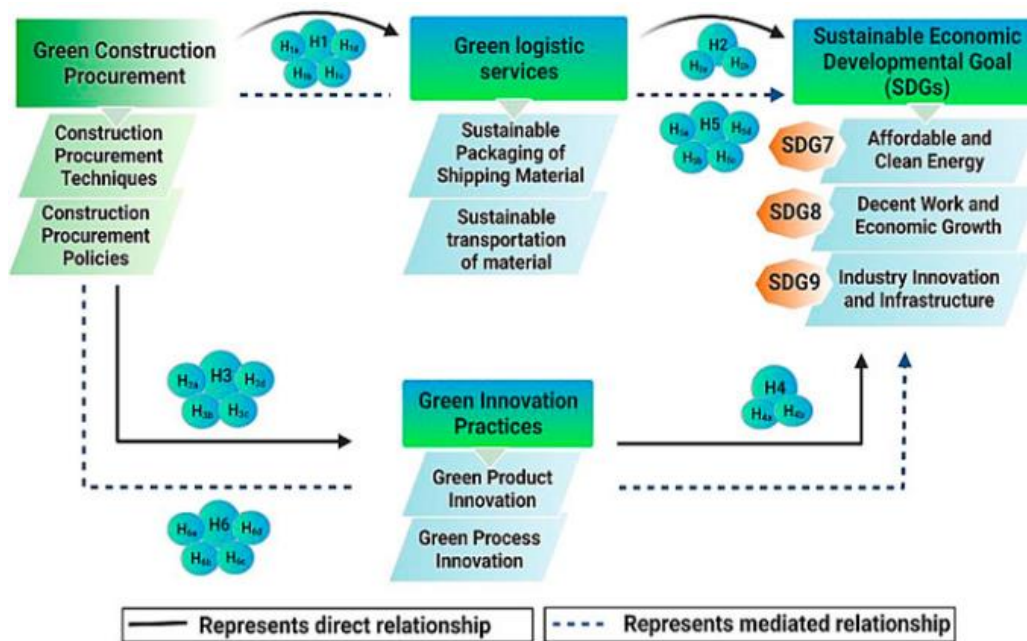 Green Construction
Procurement
Construction
Procurement
Techniques
Construction
Procurement
Policies
H1
H1a
H1b
H1c
H1d
Green logistic
services
Sustainable
Packaging of
Shipping Material
Sustainable
transportation
of material
H2
H2a
H2b
H5
H5a
H5b
H5c
H5d
Sustainable Economic
Developmental Goal
(SDGs)
SDG7
Affordable and
Clean Energy
SDG8
Decent Work and
Economic Growth
SDG9
Industry Innovation
and Infrastructure
H3
H3a
H3b
H3c
H3d
Green Innovation
Practices
Green Product
Innovation
Green Process
Innovation
H4
H4a
H4b
H6
H6a
H6b
H6c
H6d
Represents direct relationship
Represents mediated relationship